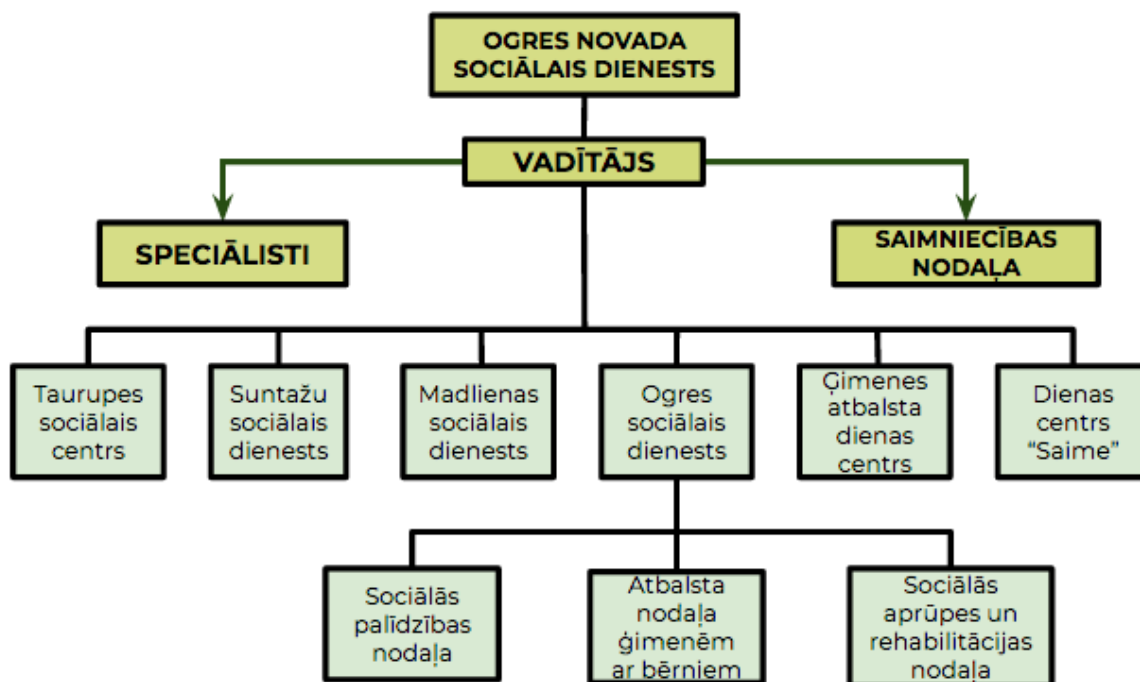 OGRES NOVADA
SOCIĀLAIS DIENESTS
VADĪTĀJS
SPECIĀLISTI
SAIMNIECĪBAS
NODAĻA
Taurupes
sociālais
centrs
Suntažu
sociālais
dienests
Madlienas
sociālais
dienests
Ogres
sociālais
dienests
Ģimenes
atbalsta
dienas
centrs
Dienas
centrs
“Saime”
Sociālās
palīdzības
nodaļa
Atbalsta
nodaļa
ģimenēm
ar bērniem
Sociālās
aprūpes un
rehabilitācijas
nodaļa